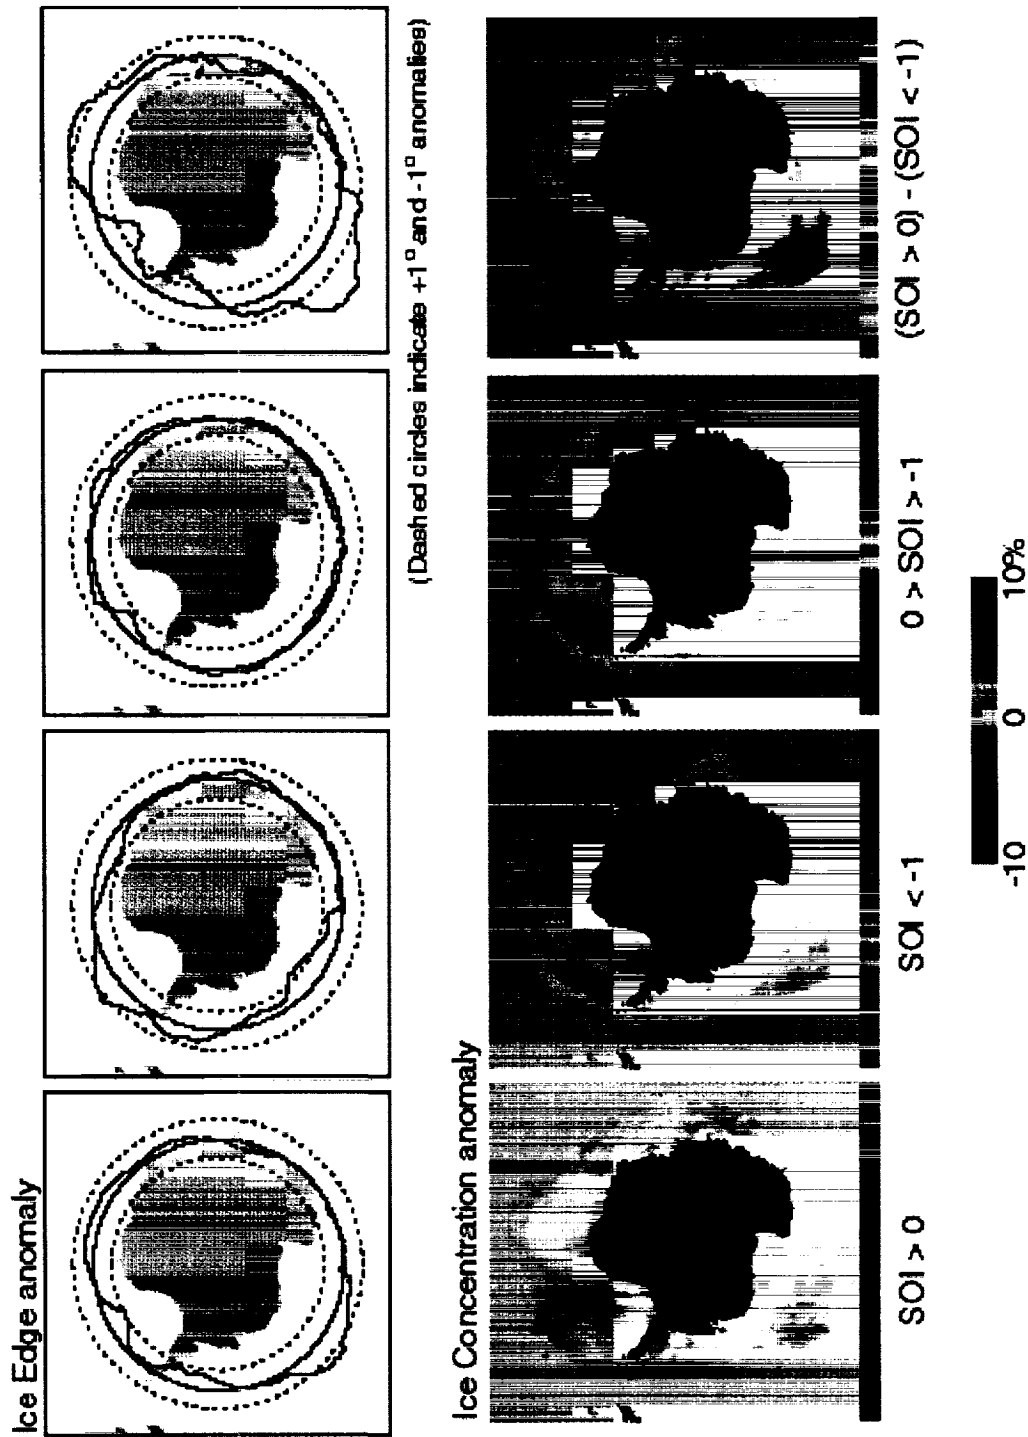 Ice Edge anomaly
(Dashed circles indicate +1° and -1° anomalies)
Ice Concentration anomaly
SOI > 0
SOI < -1
0 > SOI > -1
(SOI > 0) - (SOI < -1)
-10
0
10%